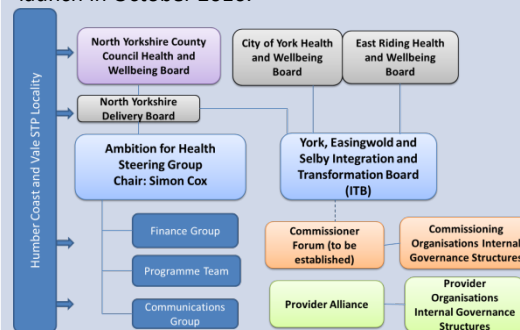 launch in October 2016.
Humber Coast and Vale STP Locality
North Yorkshire County
Council Health and
Wellbeing Board
City of York Health
and Wellbeing
Board
East Riding Health
and Wellbeing
Board
North Yorkshire
Delivery Board
Ambition for Health
Steering Group
Chair: Simon Cox
York, Easingwold and
Selby Integration and
Transformation Board
(ITB)
Finance Group
Programme Team
Communications
Group
Commissioner
Forum (to be
established)
Commissioning
Organisations Internal
Governance Structures
Provider Alliance
Provider
Organisations
Internal Governance
Structures